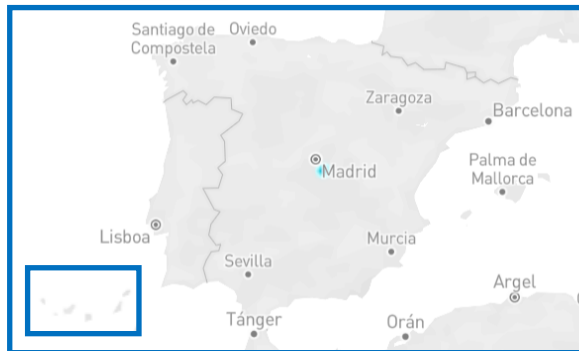 Santiago de
Compostela
Oviedo
Zaragoza
Barcelona
Madrid
Palma de
Mallorca
Lisboa
Murcia
Sevilla
Argel
Tánger
Orán